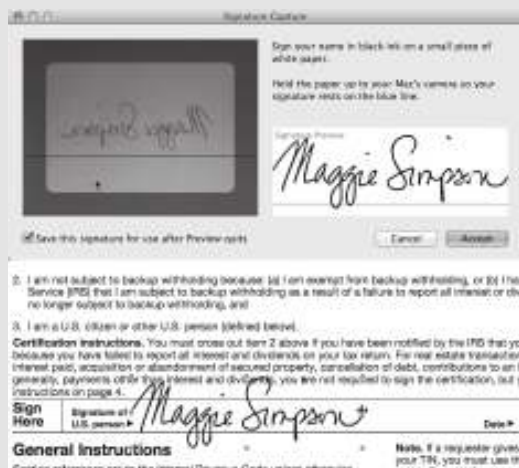 Signature Capture
Sign your name in black ink on a small piece of
white paper.
Hold the paper up to your Mac's camera so your
signature rests on the blue line.
Maggie Simpson
Signature Preview
Maggie Simpson
Save this signature for use after Preview quits
Cancel
Accept
2. I am not subject to backup withholding because: (a) I am exempt from backup withholding, or (b) I ha
Service (IRS) that I am subject to backup withholding as a result of a failure to report all interest or div
no longer subject to backup withholding, and
3. I am a U.S. citizen or other U.S. person (defined below).
Certification instructions. You must cross out item 2 above if you have been notified by the IRS that yo
because you have failed to report all interest and dividends on your tax return. For real estate transaction
interest paid, acquisition or abandonment of secured property, cancellation of debt, contributions to an i
generally, payments other than interest and dividends, you are not required to sign the certification, but y
instructions on page 4.
Sign
Here
Signature of
U.S. person ▶
Maggie Simpson
Date ▶
General Instructions
Note. If a requester gives
your TIN, you must use th